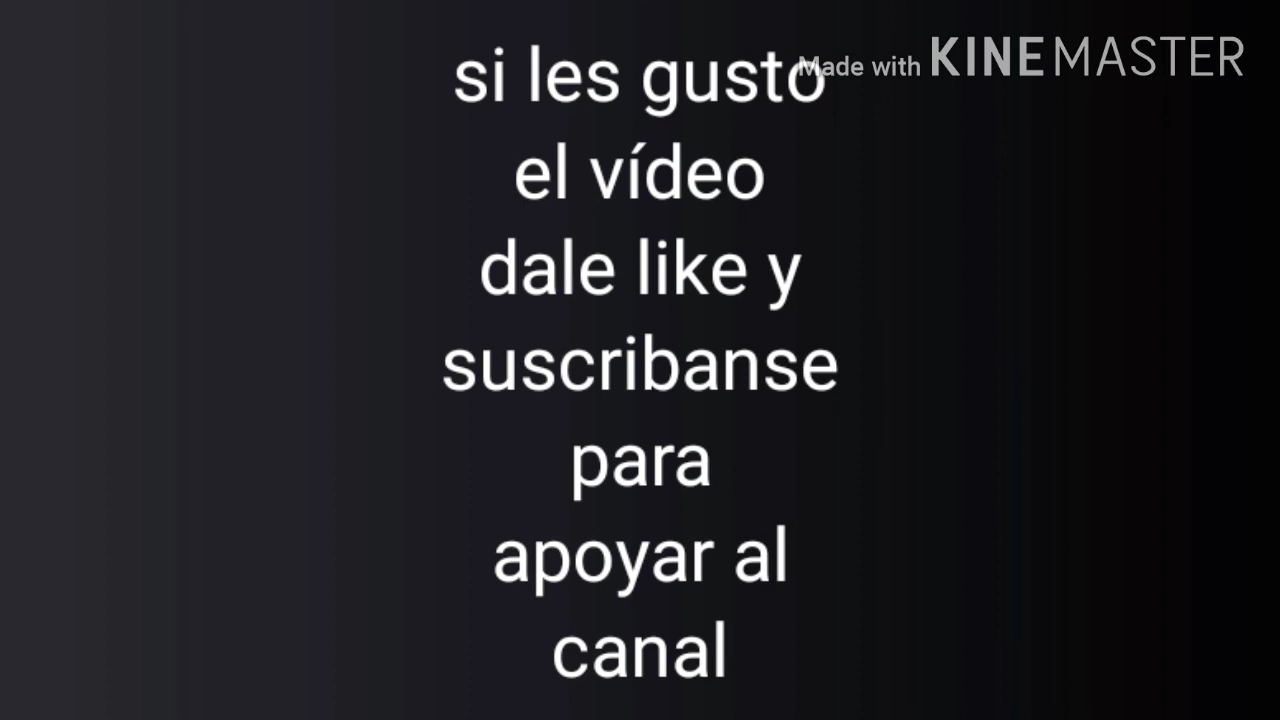 si les gusto
Made with KINEMASTER
el vídeo
dale like y
suscribanse
para
apoyar al
canal